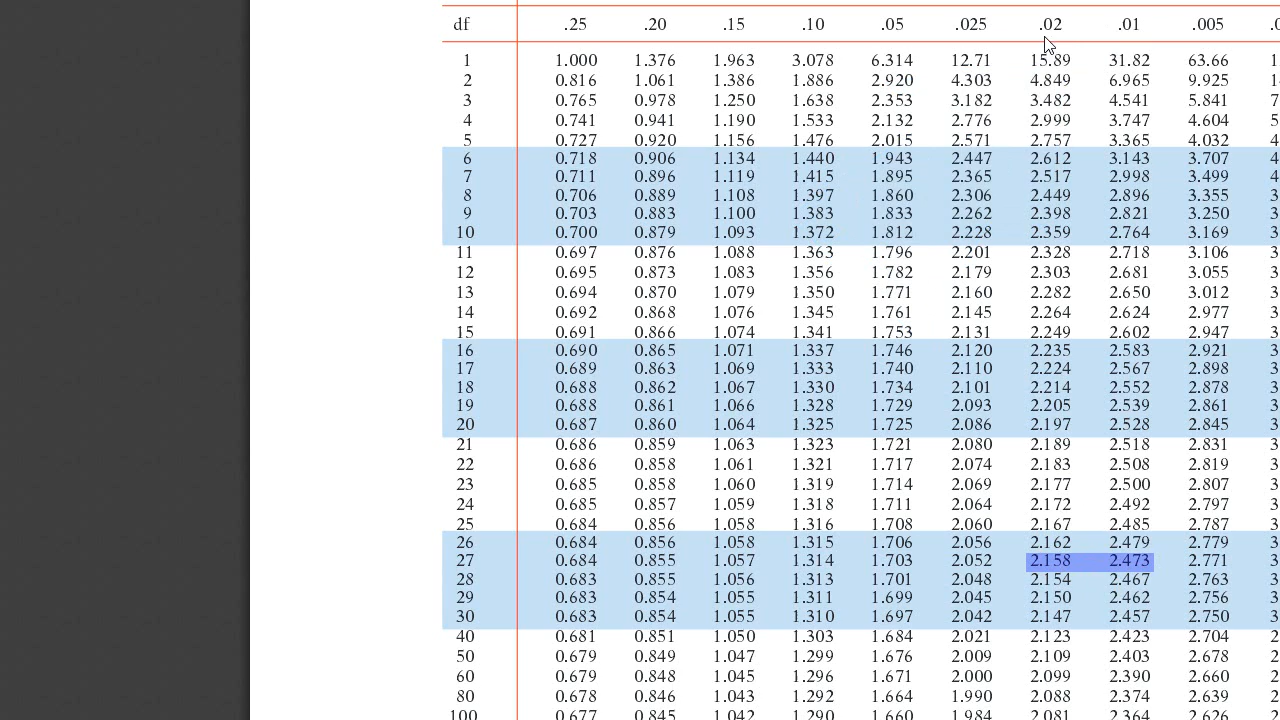 df .25 .20 .15 .10 .05 .025 .02 .01 .005
1 1.000 1.376 1.963 3.078 6.314 12.71 15.89 31.82 63.66
2 0.816 1.061 1.386 1.886 2.920 4.303 4.849 6.965 9.925
3 0.765 0.978 1.250 1.638 2.353 3.182 3.482 4.541 5.841
4 0.741 0.941 1.190 1.533 2.132 2.776 2.999 3.747 4.604
5 0.727 0.920 1.156 1.476 2.015 2.571 2.757 3.365 4.032
6 0.718 0.906 1.134 1.440 1.943 2.447 2.612 3.143 3.707
7 0.711 0.896 1.119 1.415 1.895 2.365 2.517 2.998 3.499
8 0.706 0.889 1.108 1.397 1.860 2.306 2.449 2.896 3.355
9 0.703 0.883 1.100 1.383 1.833 2.262 2.398 2.821 3.250
10 0.700 0.879 1.093 1.372 1.812 2.228 2.359 2.764 3.169
11 0.697 0.876 1.088 1.363 1.796 2.201 2.328 2.718 3.106
12 0.695 0.873 1.083 1.356 1.782 2.179 2.303 2.681 3.055
13 0.694 0.870 1.079 1.350 1.771 2.160 2.282 2.650 3.012
14 0.692 0.868 1.076 1.345 1.761 2.145 2.264 2.624 2.977
15 0.691 0.866 1.074 1.341 1.753 2.131 2.249 2.602 2.947
16 0.690 0.865 1.071 1.337 1.746 2.120 2.235 2.583 2.921
17 0.689 0.863 1.069 1.333 1.740 2.110 2.224 2.567 2.898
18 0.688 0.862 1.067 1.330 1.734 2.101 2.214 2.552 2.878
19 0.688 0.861 1.066 1.328 1.729 2.093 2.205 2.539 2.861
20 0.687 0.860 1.064 1.325 1.725 2.086 2.197 2.528 2.845
21 0.686 0.859 1.063 1.323 1.721 2.080 2.189 2.518 2.831
22 0.686 0.858 1.061 1.321 1.717 2.074 2.183 2.508 2.819
23 0.685 0.858 1.060 1.319 1.714 2.069 2.177 2.500 2.807
24 0.685 0.857 1.059 1.318 1.711 2.064 2.172 2.492 2.797
25 0.684 0.856 1.058 1.316 1.708 2.060 2.167 2.485 2.787
26 0.684 0.856 1.058 1.315 1.706 2.056 2.162 2.479 2.779
27 0.684 0.855 1.057 1.314 1.703 2.052 2.158 2.473 2.771
28 0.683 0.855 1.056 1.313 1.701 2.048 2.154 2.467 2.763
29 0.683 0.854 1.055 1.311 1.699 2.045 2.150 2.462 2.756
30 0.683 0.854 1.055 1.310 1.697 2.042 2.147 2.457 2.750
40 0.681 0.851 1.050 1.303 1.684 2.021 2.123 2.423 2.704
50 0.679 0.849 1.047 1.299 1.676 2.009 2.109 2.403 2.678
60 0.679 0.848 1.045 1.296 1.671 2.000 2.099 2.390 2.660
80 0.678 0.846 1.043 1.292 1.664 1.990 2.088 2.374 2.639
100 0.677 0.845 1.042 1.290 1.660 1.984 2.081 2.364 2.626